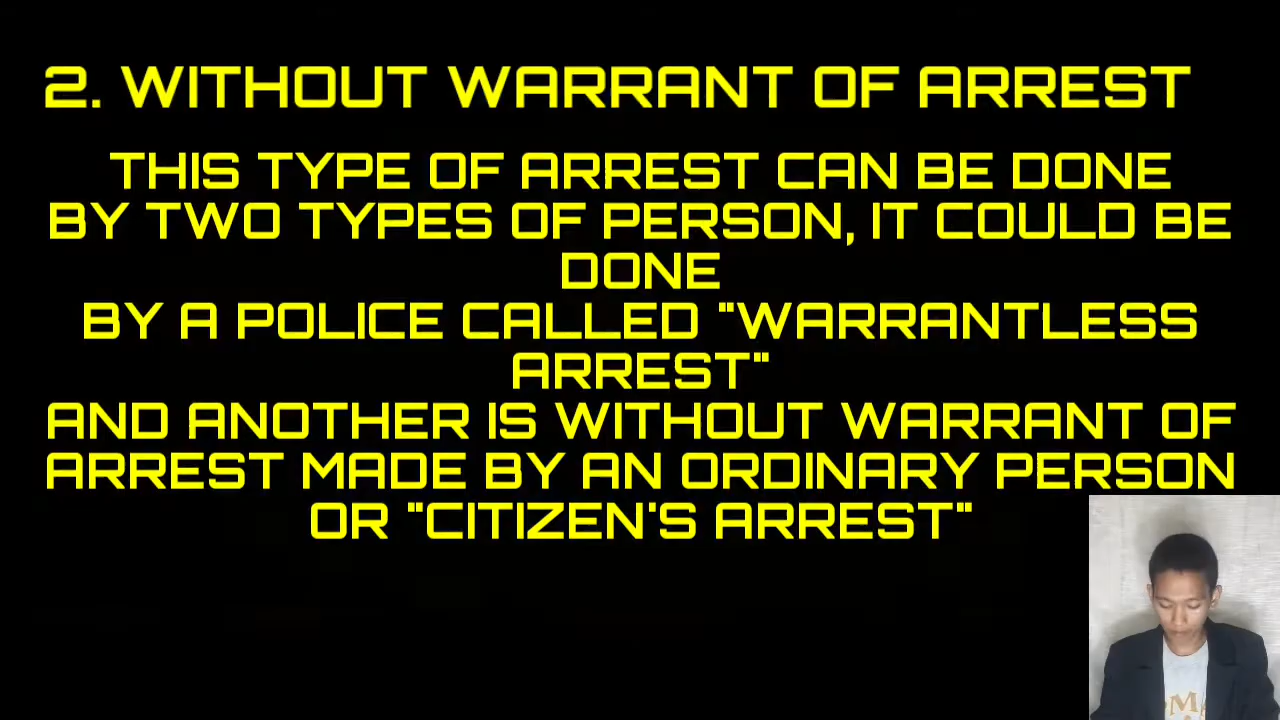 2. WITHOUT WARRANT OF ARREST
THIS TYPE OF ARREST CAN BE DONE
BY TWO TYPES OF PERSON, IT COULD BE
DONE
BY A POLICE CALLED "WARRANTLESS
ARREST"
AND ANOTHER IS WITHOUT WARRANT OF
ARREST MADE BY AN ORDINARY PERSON
OR "CITIZEN'S ARREST"